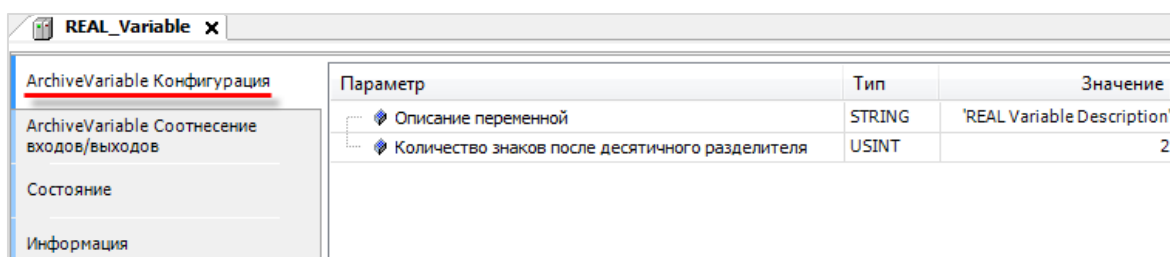 REAL_Variable x
ArchiveVariable Конфигурация
ArchiveVariable Соотнесение
входов/выходов
Состояние
Информация
Параметр Тип Значение
Описание переменной STRING 'REAL Variable Description'
Количество знаков после десятичного разделителя USINT 2